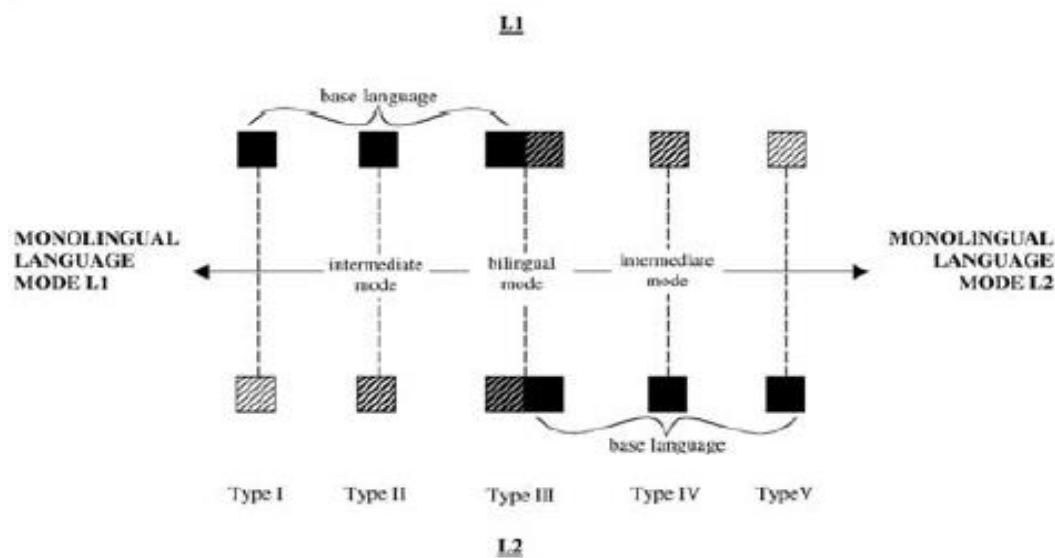 L1
base language
MONOLINGUAL
LANGUAGE
MODE L1
intermediate
mode
bilingual
mode
intermediate
mode
MONOLINGUAL
LANGUAGE
MODE L2
base language
Type I
Type II
Type III
Type IV
TypeV
L2